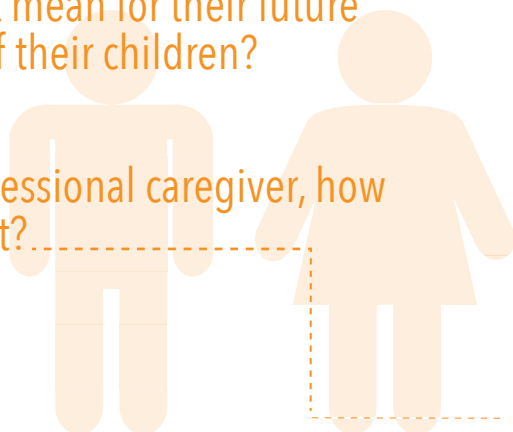 mean for their future
f their children?
essional caregiver, how
t?